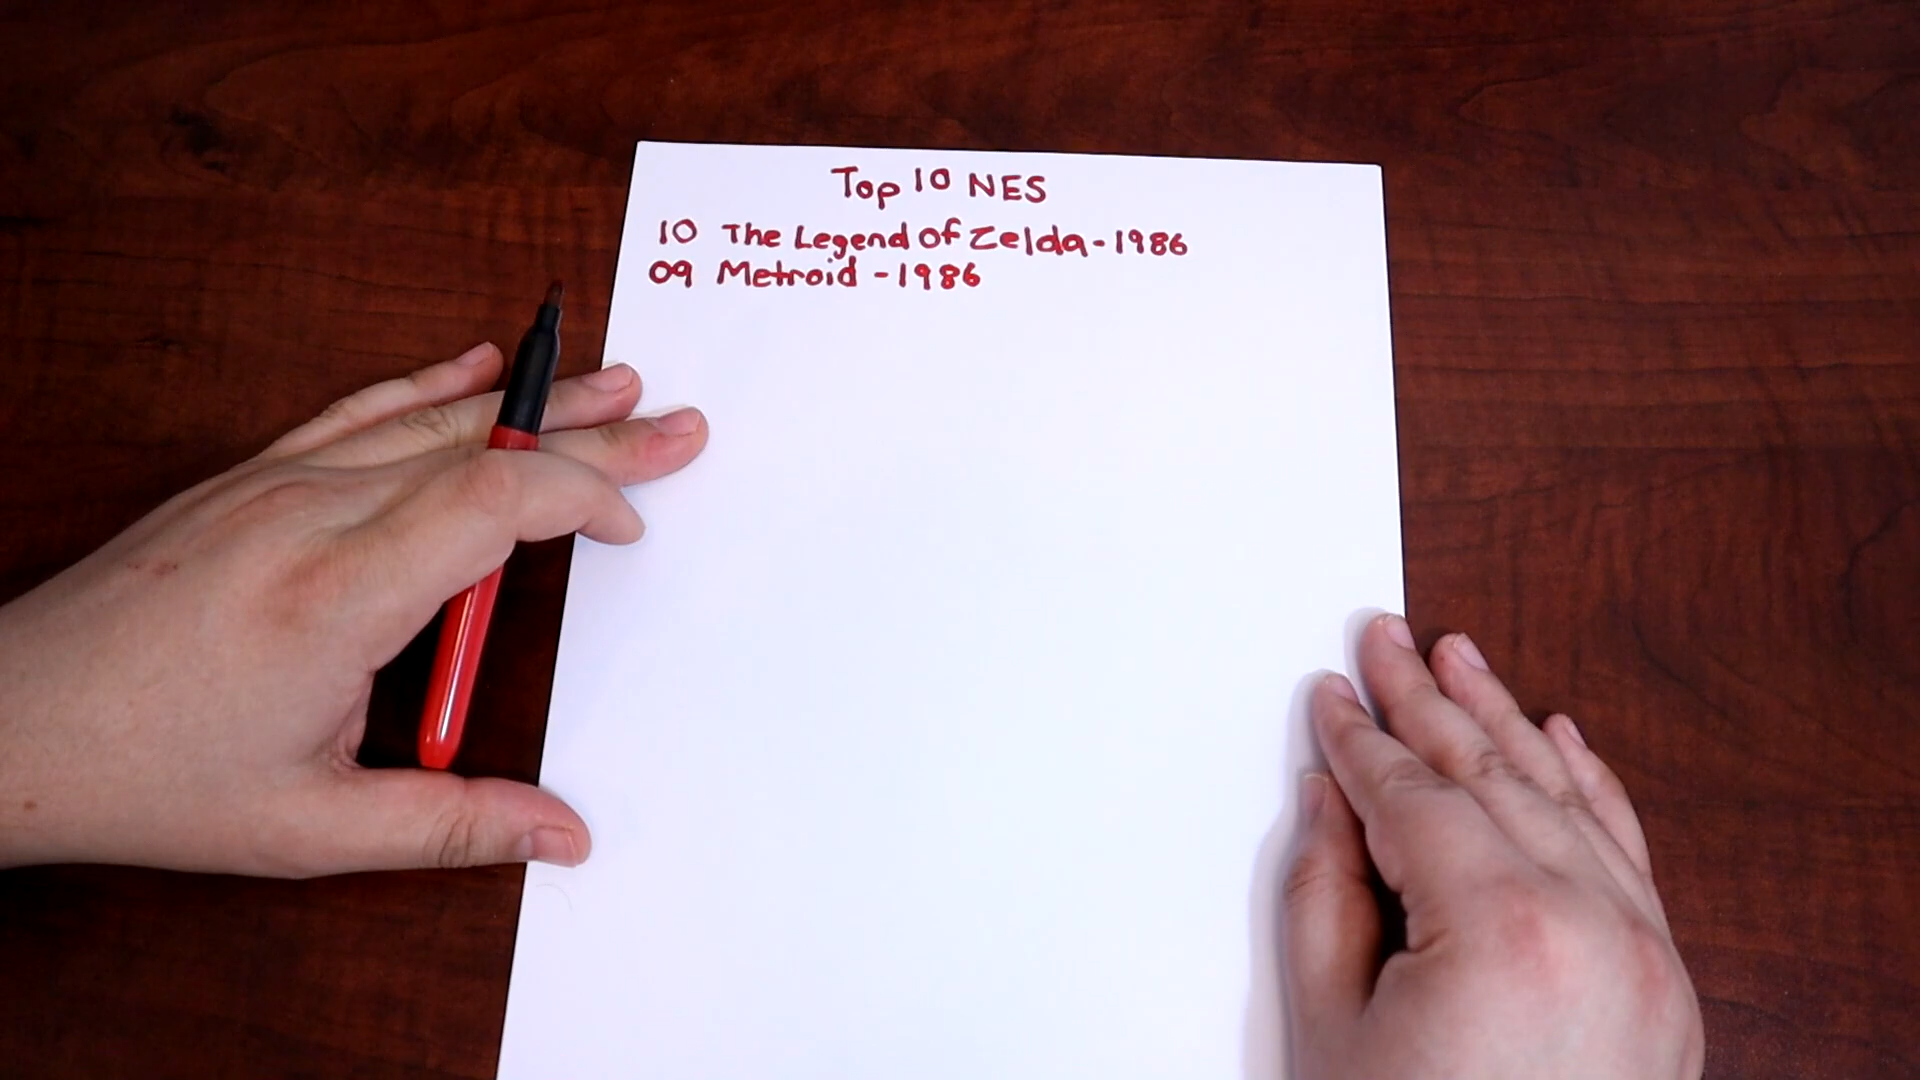 Top 10 NES
10 The Legend of Zelda - 1986
09 Metroid - 1986